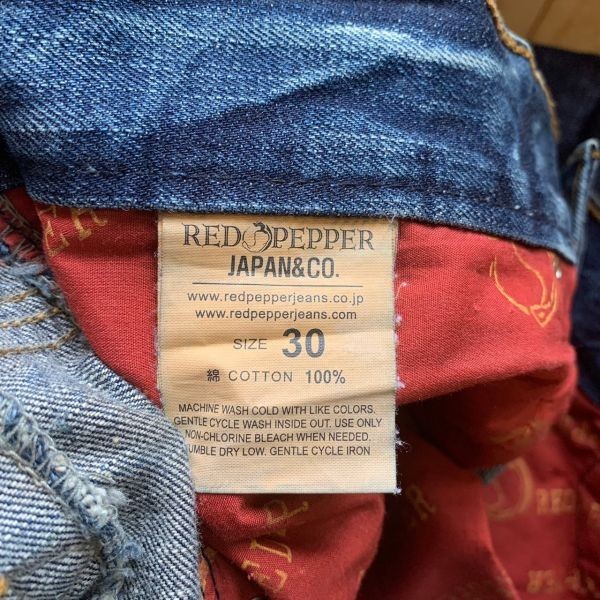 RED PEPPER
JAPAN&CO.
www.redpepperjeans.co.jp
www.redpepperjeans.com
SIZE 30
綿 COTTON 100%
MACHINE WASH COLD WITH LIKE COLORS.
GENTLE CYCLE WASH INSIDE OUT. USE ONLY
NON-CHLORINE BLEACH WHEN NEEDED.
TUMBLE DRY LOW. GENTLE CYCLE IRON